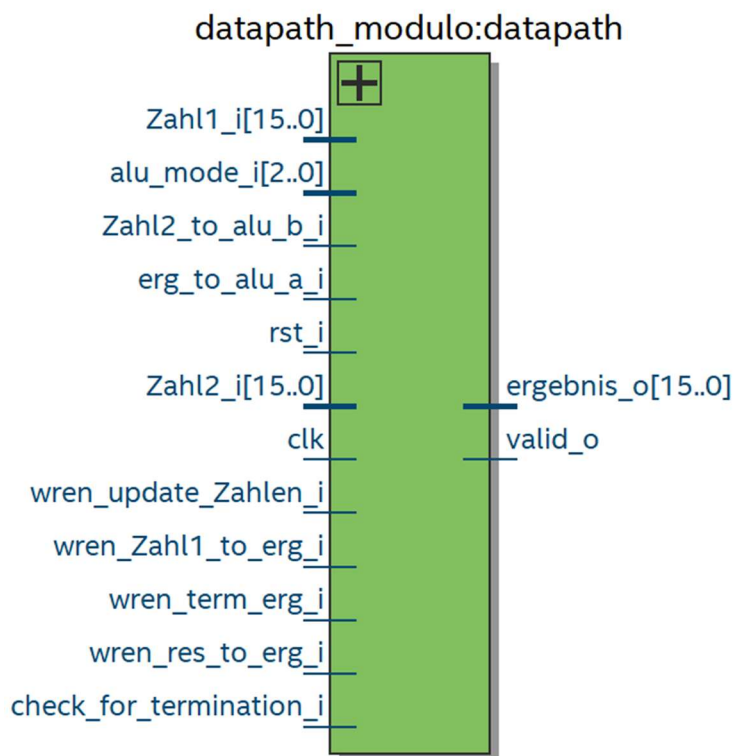 datapath_modulo:datapath
Zahl1_i[15..0]
alu_mode_i[2..0]
Zahl2_to_alu_b_i
erg_to_alu_a_i
rst_i
Zahl2_i[15..0]
ergebnis_o[15..0]
clk
valid_o
wren_update_Zahlen_i
wren_Zahl1_to_erg_i
wren_term_erg_i
wren_res_to_erg_i
check_for_termination_i